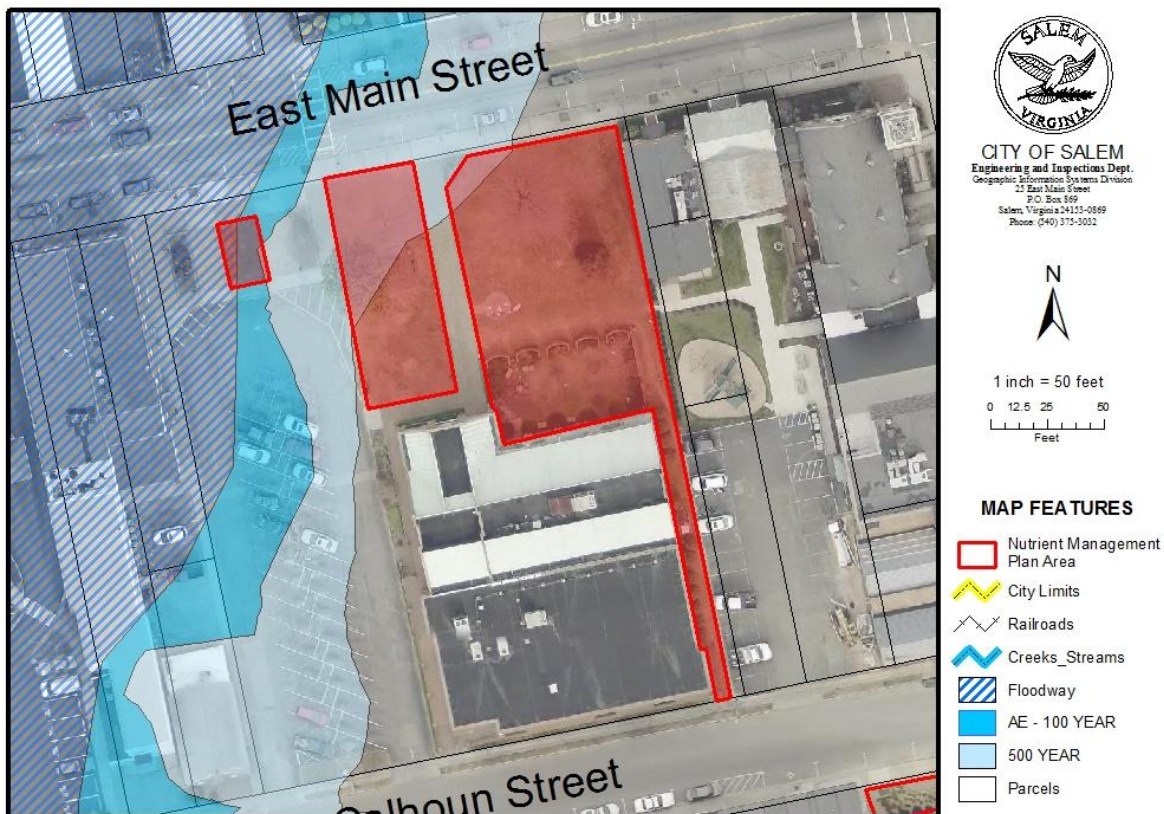 East Main Street
Calhoun Street
SALEM
VIRGINIA
CITY OF SALEM
Engineering and Inspections Dept.
Geographic Information Systems Division
25 East Main Street
P.O. Box 869
Salem, Virginia 24153-0869
Phone: (540) 375-3032
N
1 inch = 50 feet
0 12.5 25 50
Feet
MAP FEATURES
Nutrient Management
Plan Area
City Limits
Railroads
Creeks_Streams
Floodway
AE - 100 YEAR
500 YEAR
Parcels